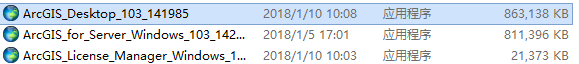 ArcGIS_Desktop_103_141985 2018/1/10 10:08 应用程序 863,138 KB
ArcGIS_for_Server_Windows_103_142... 2018/1/5 17:01 应用程序 811,396 KB
ArcGIS_License_Manager_Windows_1... 2018/1/10 10:03 应用程序 21,373 KB